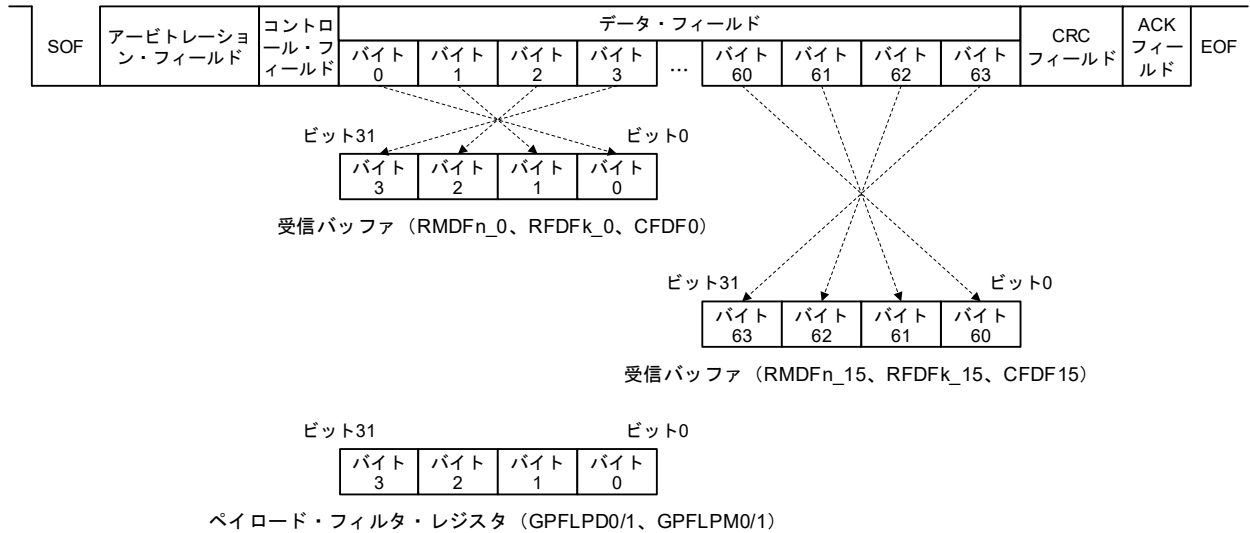 SOF
アービトレーショ
ン・フィールド
コントロ
ール・フ
ィールド
データ・フィールド
バイト
0
バイト
1
バイト
2
バイト
3
…
バイト
60
バイト
61
バイト
62
バイト
63
CRC
フィールド
ACK
フィー
ルド
EOF
ビット31
ビット0
バイト
3
バイト
2
バイト
1
バイト
0
受信バッファ（RMDFn_0、RFDFk_0、CFDF0）
ビット31
ビット0
バイト
63
バイト
62
バイト
61
バイト
60
受信バッファ（RMDFn_15、RFDFk_15、CFDF15）
ビット31
ビット0
バイト
3
バイト
2
バイト
1
バイト
0
ペイロード・フィルタ・レジスタ（GPFLPD0/1、GPFLPM0/1）